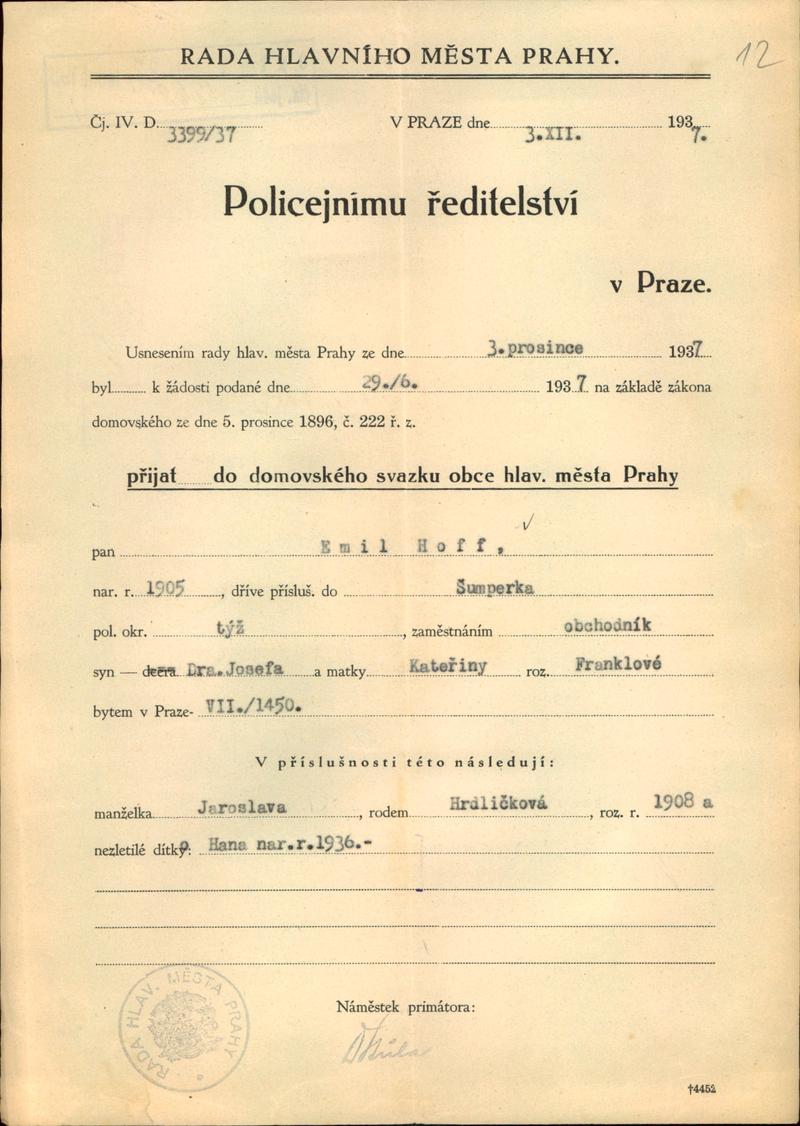 RADA HLAVNÍHO MĚSTA PRAHY.
12
Čj. IV. D. 3399/37 V PRAZE dne 3.XII. 1937.
Policejnímu ředitelství
v Praze.
Usnesením rady hlav. města Prahy ze dne 3.prosince 1937
byl k žádosti podané dne 29./6. 1937 na základě zákona
domovského ze dne 5. prosince 1896, č. 222 ř. z.
přijat do domovského svazku obce hlav. města Prahy
pan Emil Hoff,
nar. r. 1905, dříve přísluš. do Šumperka
pol. okr. týž, zaměstnáním obchodník
syn — dcera Dra.Josefa a matky Kateřiny roz. Franklové
bytem v Praze- VII./1450.
V příslušnosti této následují:
manželka Jaroslava, rodem Hrdličková, roz. r. 1908 a
nezletilé dítko: Hana nar.r.1936.-
Náměstek primátora:
RADA HLAV. MĚSTA PRAHY
†4452